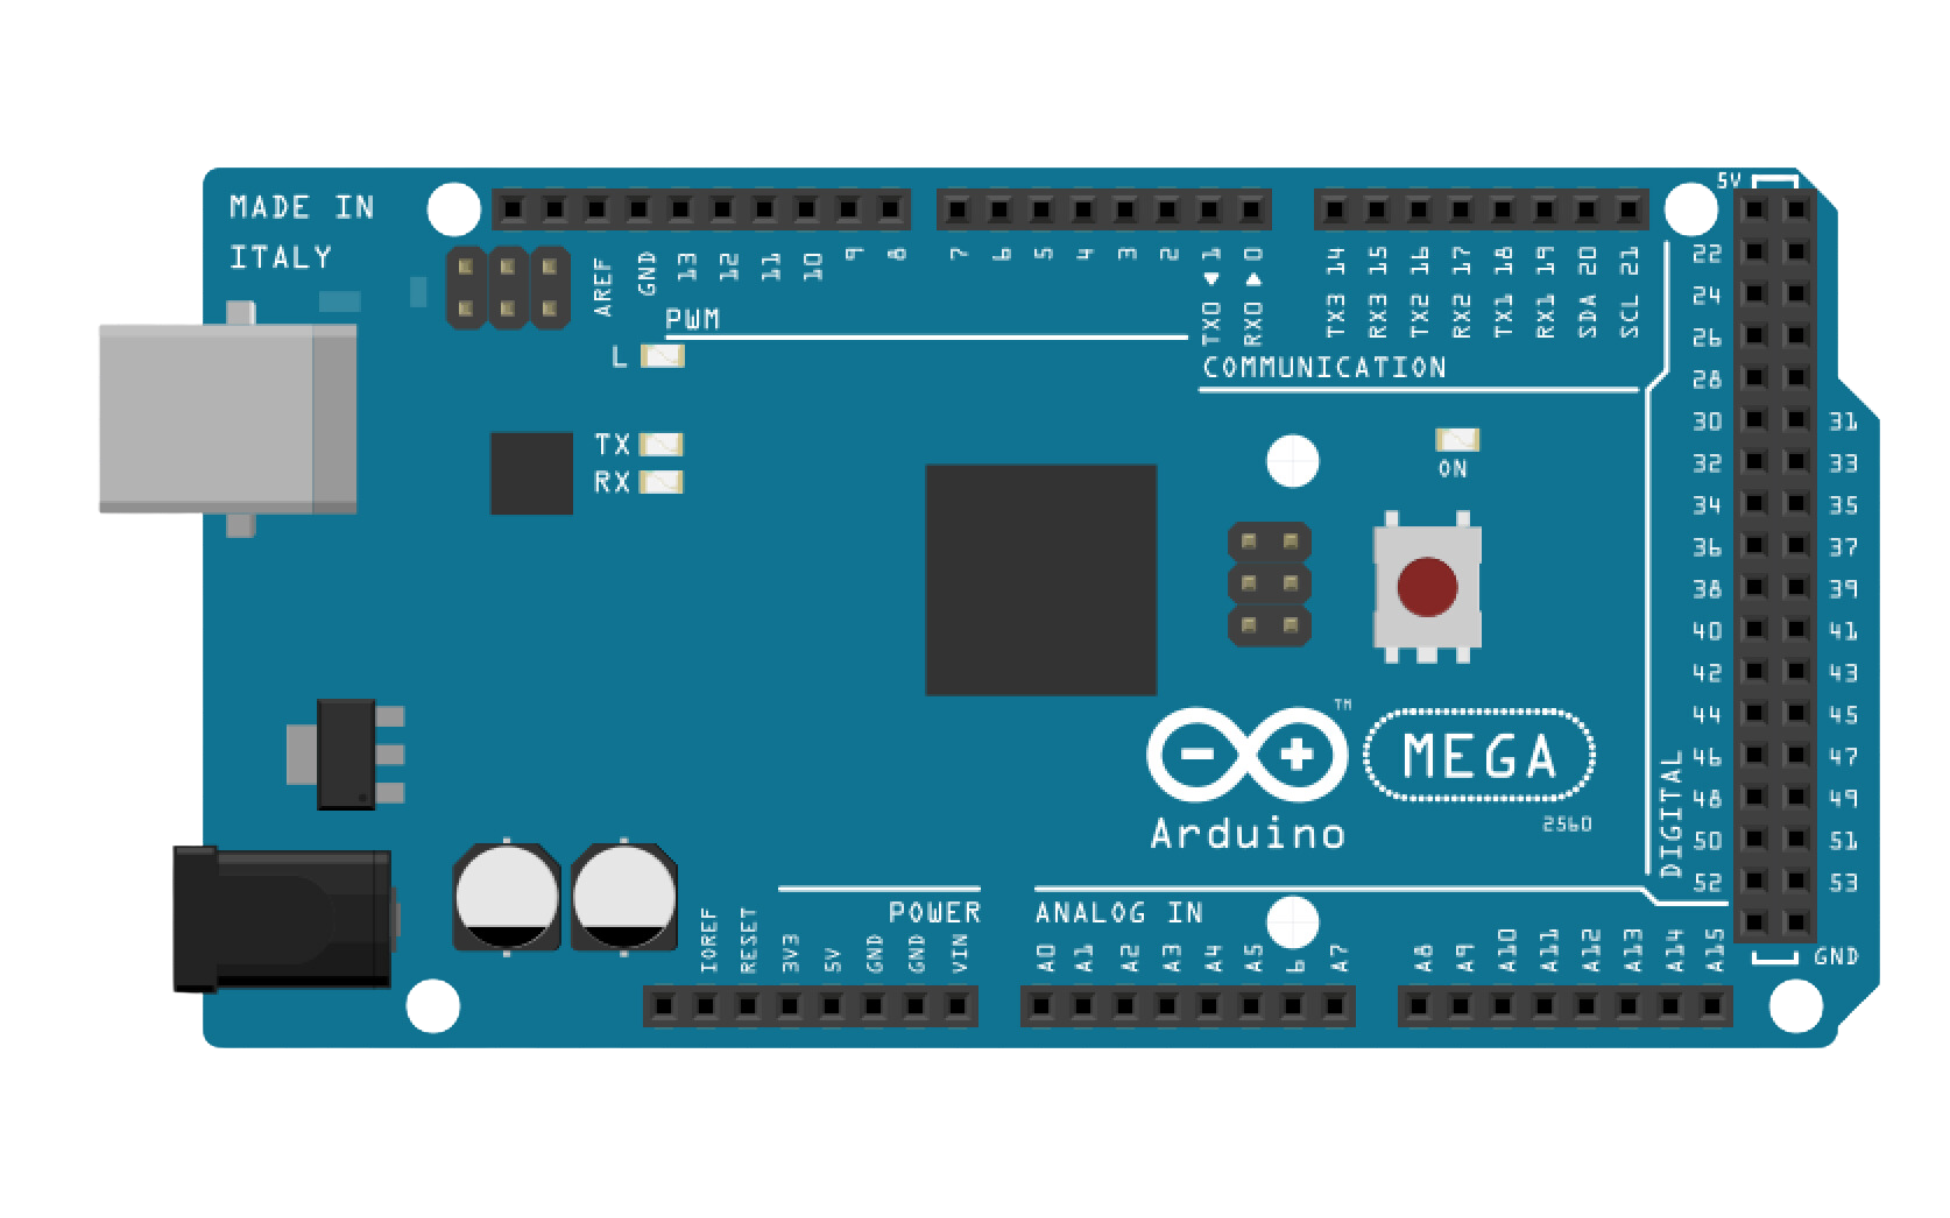 MADE IN
ITALY
AREF
GND
13
12
11
10
9
8
7
6
5
4
3
2
TX0 ◀ 1
RX0 ▶ 0
TX3 14
RX3 15
TX2 16
RX2 17
TX1 18
RX1 19
SDA 20
SCL 21
5V
PWM
COMMUNICATION
L
TX
RX
ON
22
24
26
28
30 31
32 33
34 35
36 37
38 39
40 41
42 43
44 45
46 47
48 49
50 51
52 53
GND
DIGITAL
TM
MEGA
2560
Arduino
POWER
ANALOG IN
IOREF
RESET
3V3
5V
GND
GND
VIN
A0
A1
A2
A3
A4
A5
6
A7
A8
A9
A10
A11
A12
A13
A14
A15